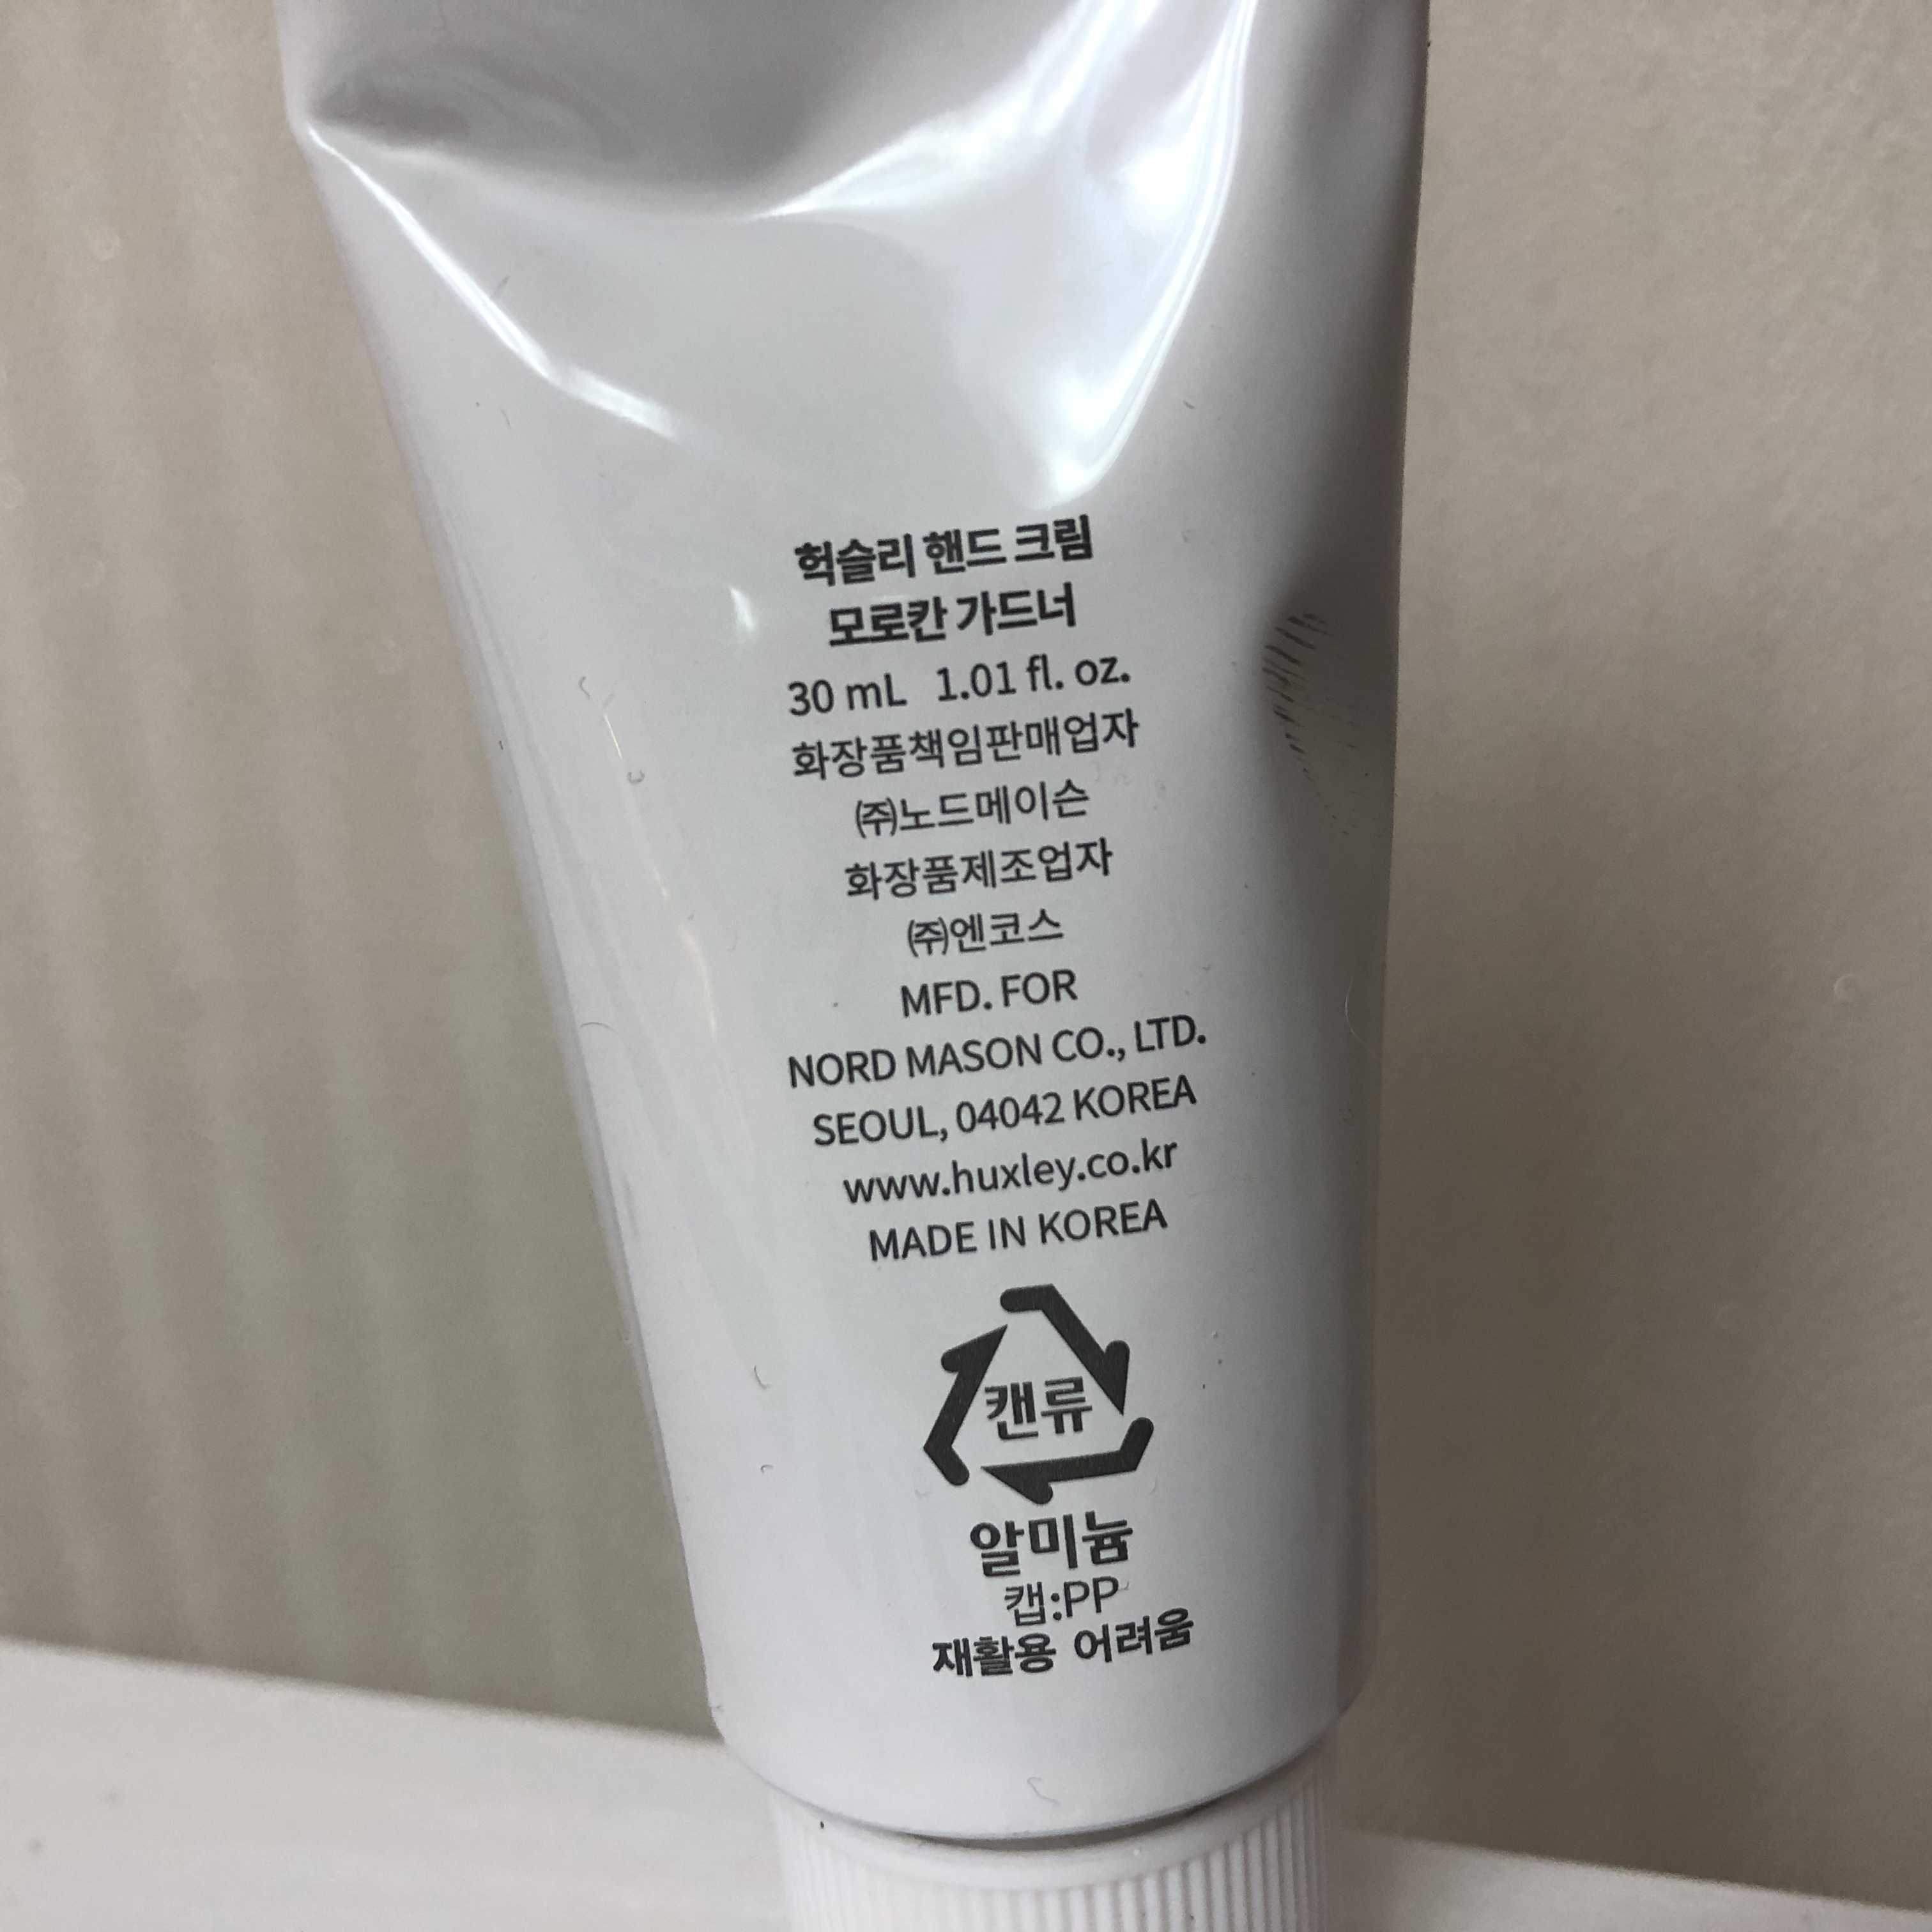 헉슬리 핸드 크림
모로칸 가드너
30 mL 1.01 fl. oz.
화장품책임판매업자
㈜노드메이슨
화장품제조업자
㈜엔코스
MFD. FOR
NORD MASON CO., LTD.
SEOUL, 04042 KOREA
www.huxley.co.kr
MADE IN KOREA
캔류
알미늄
캡:PP
재활용 어려움